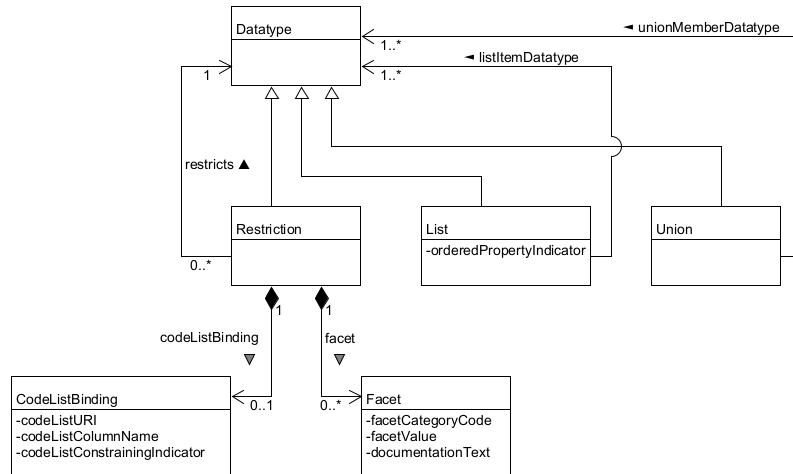 Datatype
◄ unionMemberDatatype
1..*
◄ listItemDatatype
1
1..*
restricts ▲
Restriction
List
-orderedPropertyIndicator
Union
0..*
1
1
codeListBinding
facet
▼
▼
0..1
0..*
CodeListBinding
-codeListURI
-codeListColumnName
-codeListConstrainingIndicator
Facet
-facetCategoryCode
-facetValue
-documentationText